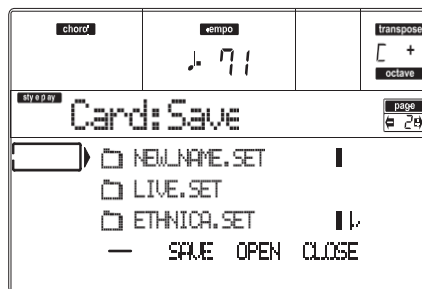 chord tempo transpose
71 +
octave
style play Card:Save page
NEW_NAME.SET
LIVE.SET
ETHNICA.SET
SAVE OPEN CLOSE